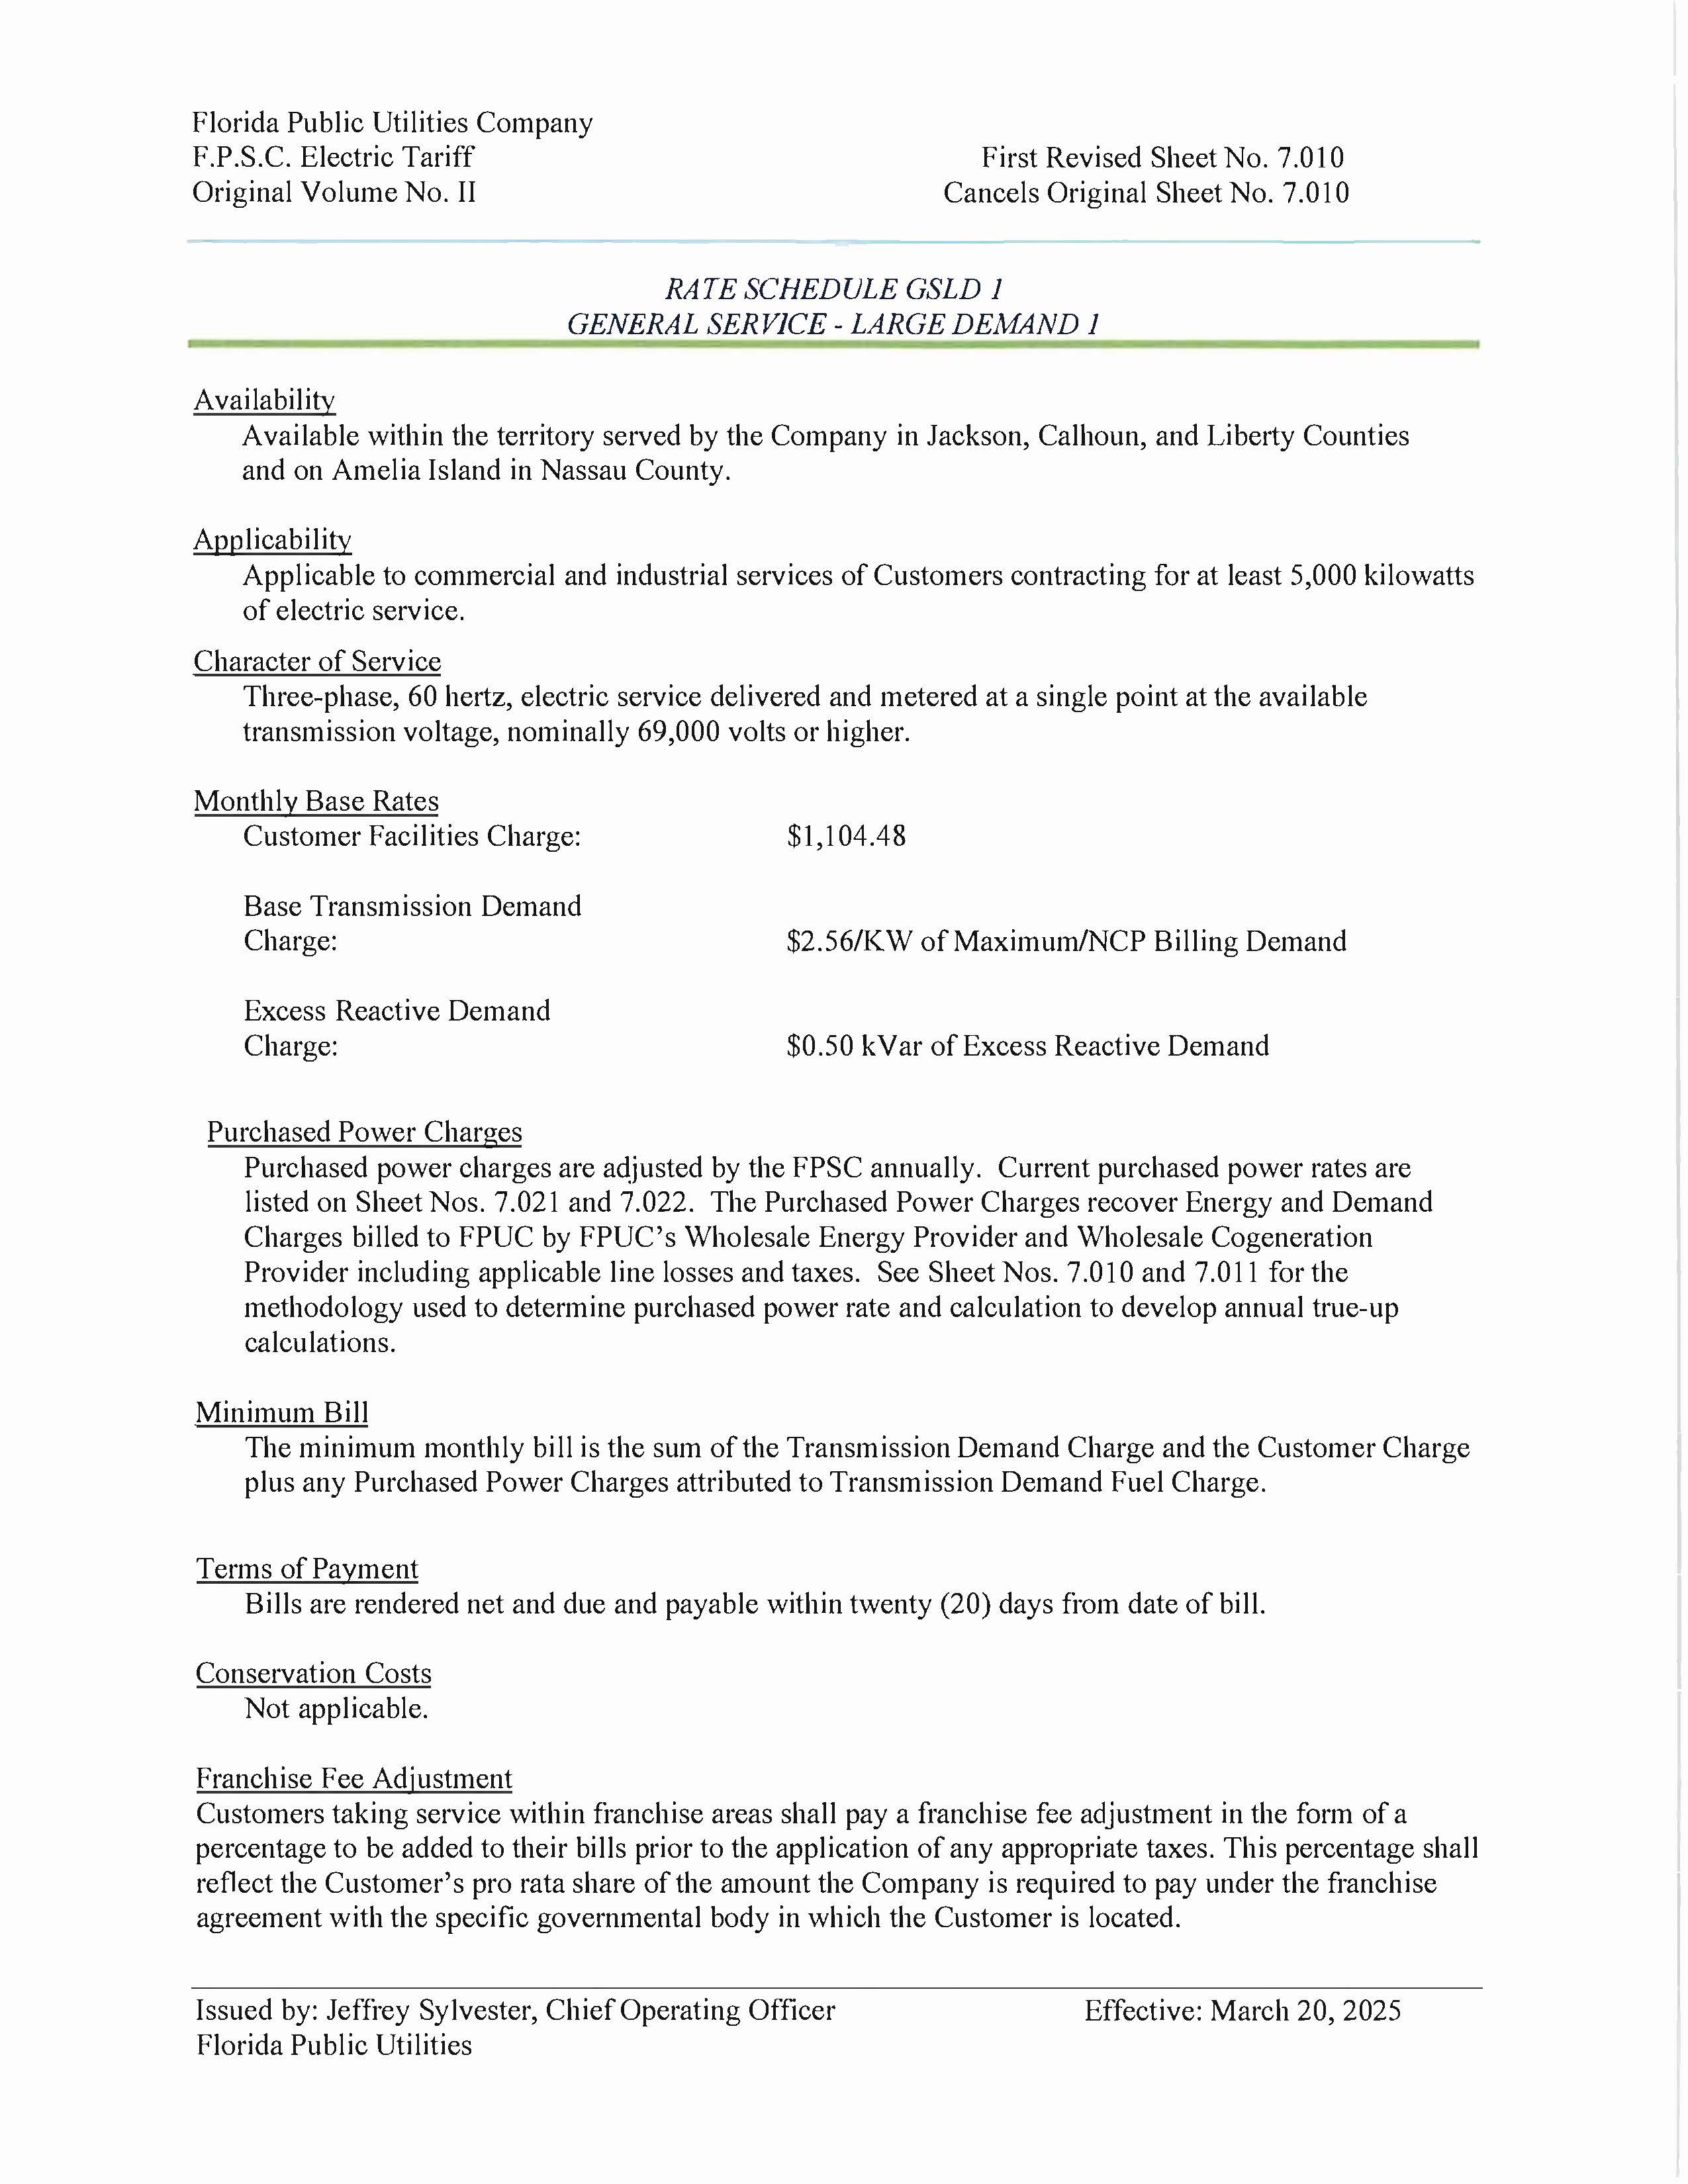 Florida Public Utilities Company
F.P.S.C. Electric Tariff
First Revised Sheet No. 7.010
Original Volume No. II
Cancels Original Sheet No. 7.010
RATE SCHEDULE GSLD 1
GENERAL SERVICE - LARGE DEMAND 1
Availability
Available within the territory served by the Company in Jackson, Calhoun, and Liberty Counties
and on Amelia Island in Nassau County.
Applicability
Applicable to commercial and industrial services of Customers contracting for at least 5,000 kilowatts
of electric service.
Character of Service
Three-phase, 60 hertz, electric service delivered and metered at a single point at the available
transmission voltage, nominally 69,000 volts or higher.
Monthly Base Rates
Customer Facilities Charge: $1,104.48
Base Transmission Demand
Charge: $2.56/KW of Maximum/NCP Billing Demand
Excess Reactive Demand
Charge: $0.50 kVar of Excess Reactive Demand
Purchased Power Charges
Purchased power charges are adjusted by the FPSC annually. Current purchased power rates are
listed on Sheet Nos. 7.021 and 7.022. The Purchased Power Charges recover Energy and Demand
Charges billed to FPUC by FPUC's Wholesale Energy Provider and Wholesale Cogeneration
Provider including applicable line losses and taxes. See Sheet Nos. 7.010 and 7.011 for the
methodology used to determine purchased power rate and calculation to develop annual true-up
calculations.
Minimum Bill
The minimum monthly bill is the sum of the Transmission Demand Charge and the Customer Charge
plus any Purchased Power Charges attributed to Transmission Demand Fuel Charge.
Terms of Payment
Bills are rendered net and due and payable within twenty (20) days from date of bill.
Conservation Costs
Not applicable.
Franchise Fee Adjustment
Customers taking service within franchise areas shall pay a franchise fee adjustment in the form of a
percentage to be added to their bills prior to the application of any appropriate taxes. This percentage shall
reflect the Customer's pro rata share of the amount the Company is required to pay under the franchise
agreement with the specific governmental body in which the Customer is located.
Issued by: Jeffrey Sylvester, Chief Operating Officer
Effective: March 20, 2025
Florida Public Utilities